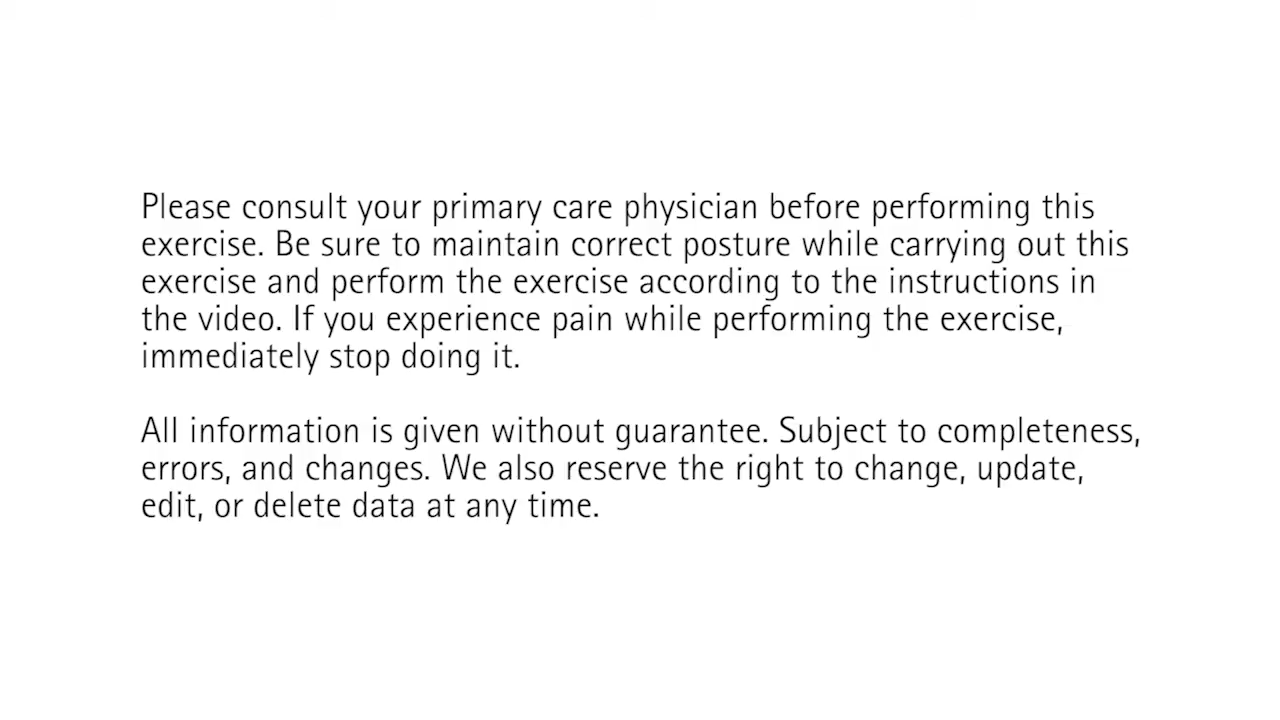 Please consult your primary care physician before performing this
exercise. Be sure to maintain correct posture while carrying out this
exercise and perform the exercise according to the instructions in
the video. If you experience pain while performing the exercise,
immediately stop doing it.
All information is given without guarantee. Subject to completeness,
errors, and changes. We also reserve the right to change, update,
edit, or delete data at any time.